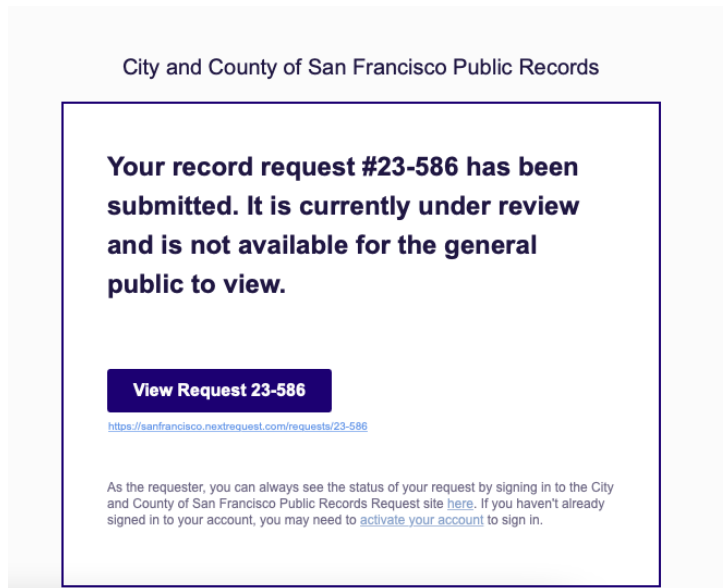 City and County of San Francisco Public Records
Your record request #23-586 has been
submitted. It is currently under review
and is not available for the general
public to view.
View Request 23-586
https://sanfrancisco.nextrequest.com/requests/23-586
As the requester, you can always see the status of your request by signing in to the City
and County of San Francisco Public Records Request site here. If you haven't already
signed in to your account, you may need to activate your account to sign in.